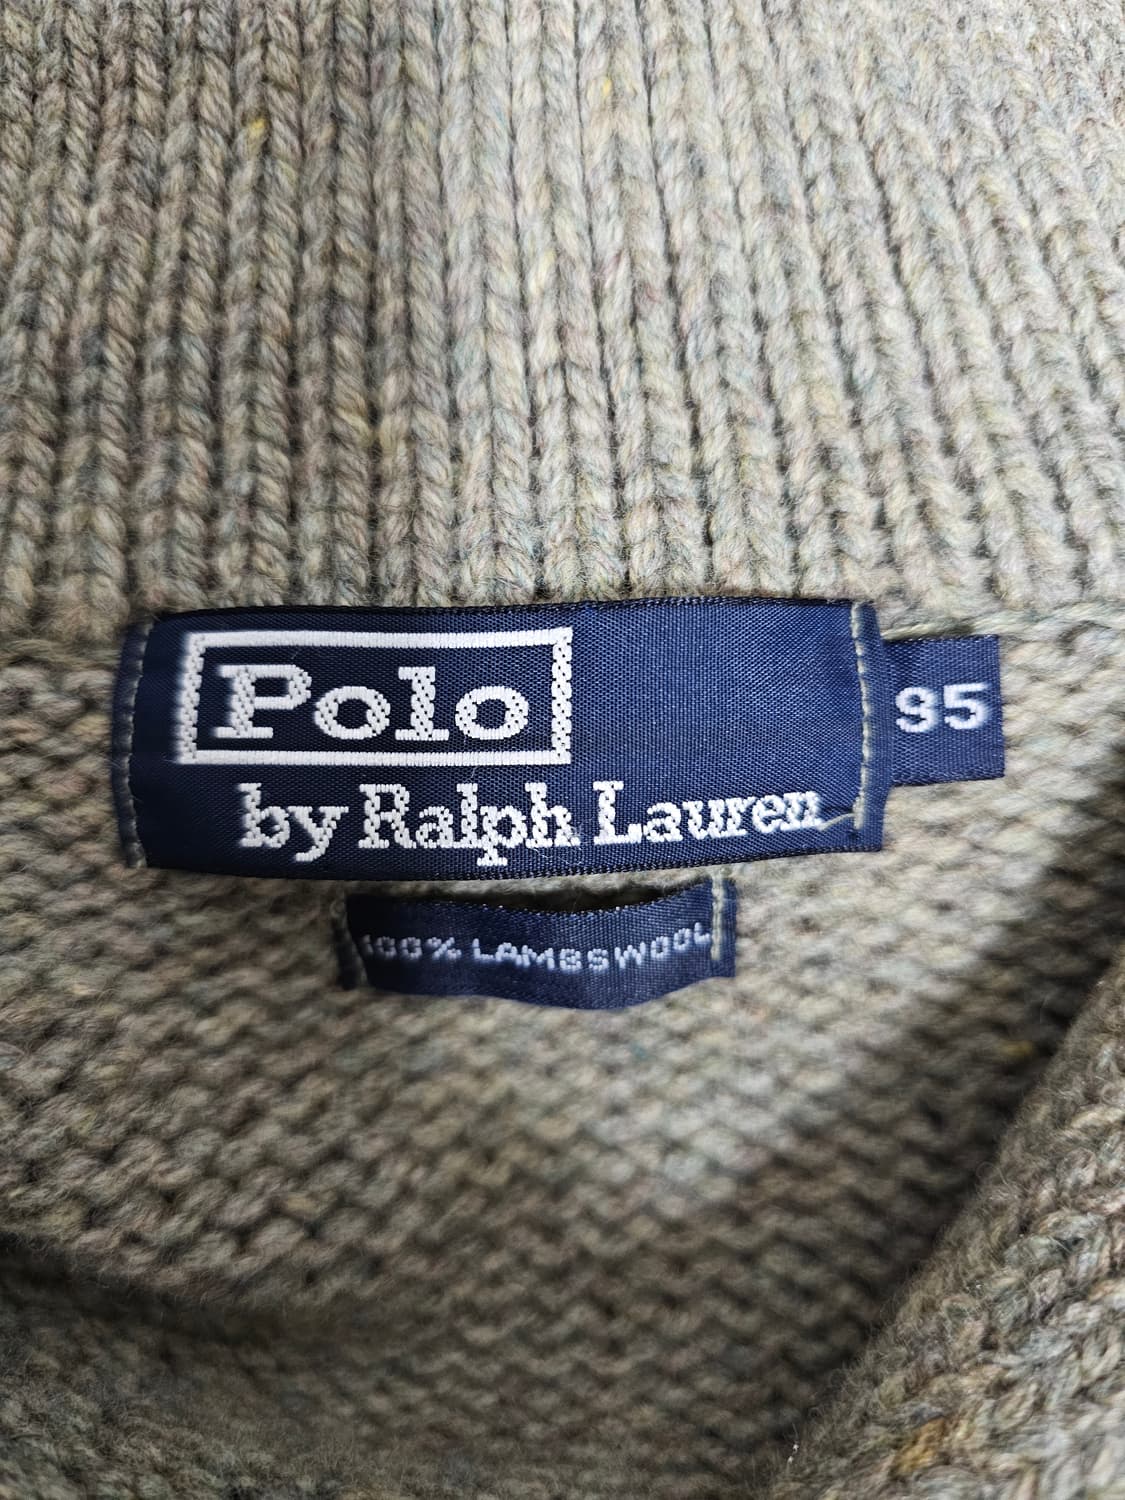 Polo
by Ralph Lauren
95
100% LAMBSWOOL